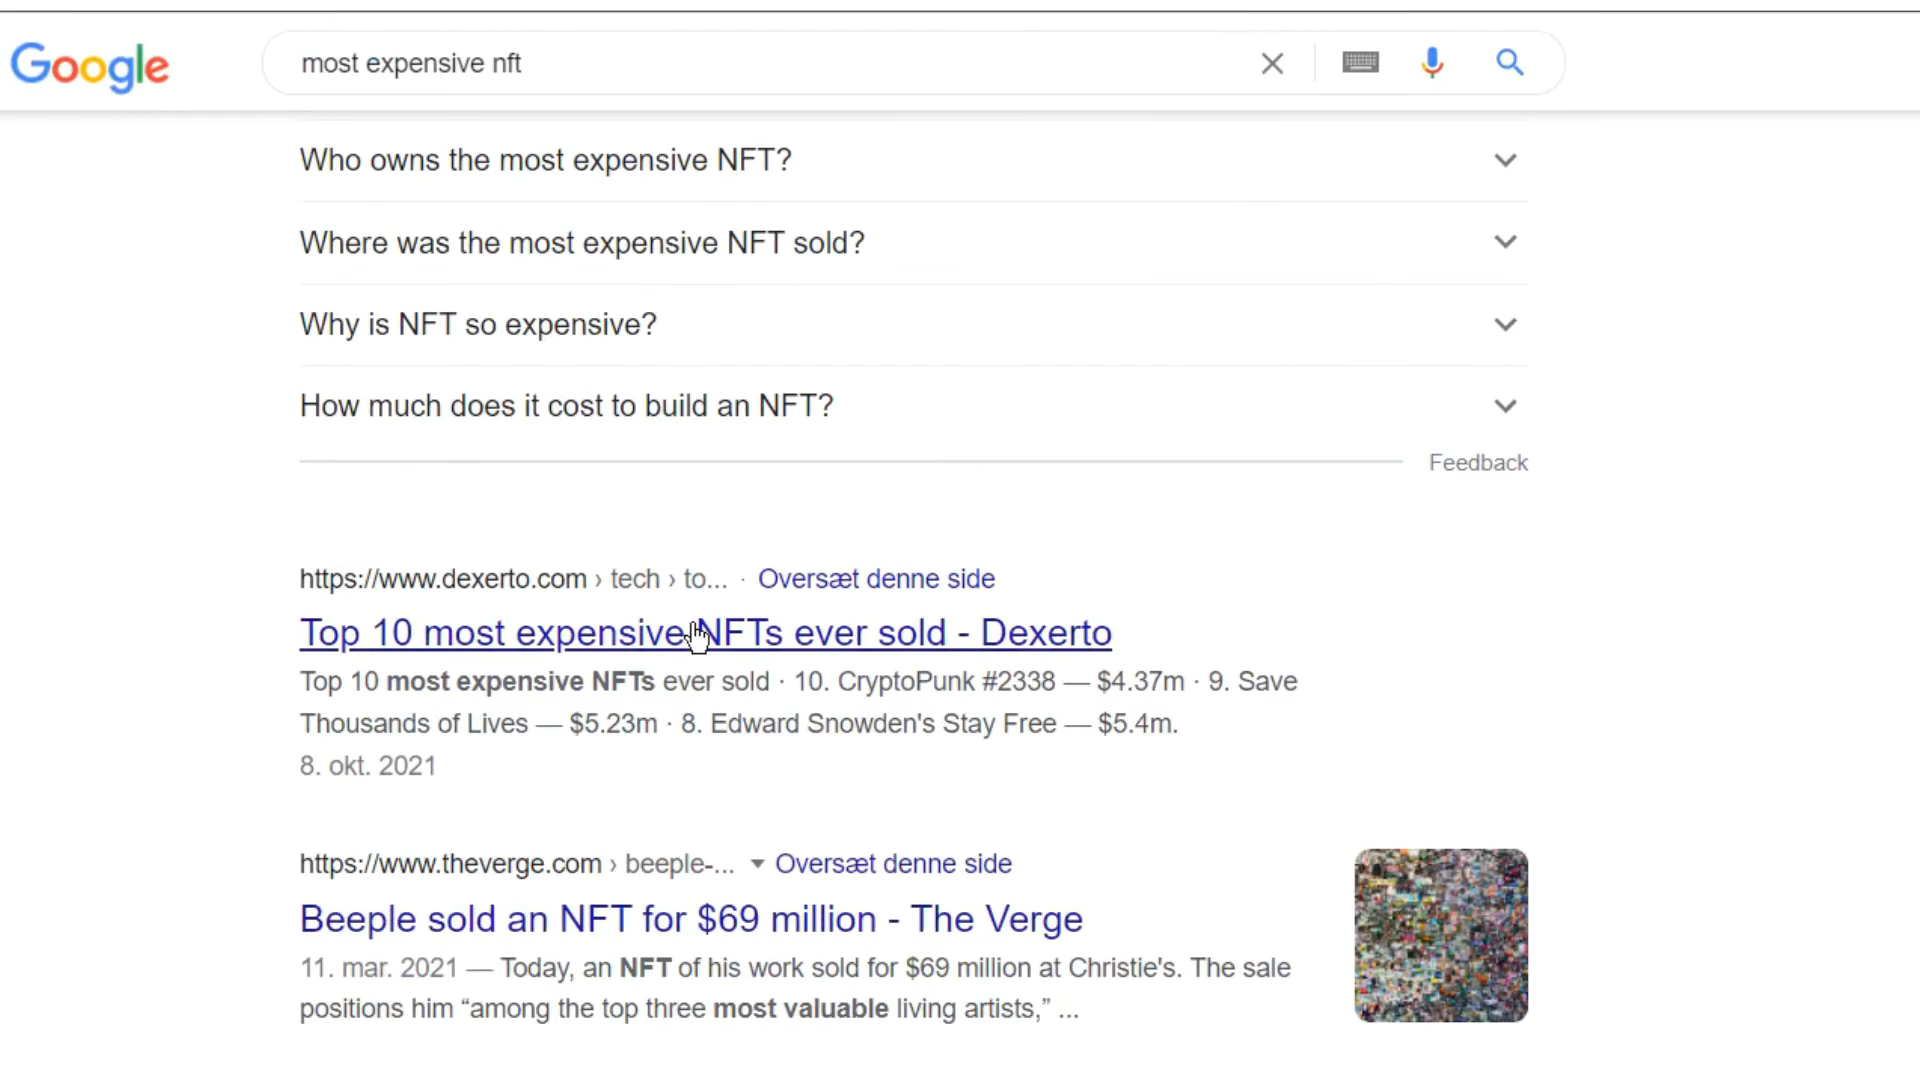 Google
most expensive nft
Who owns the most expensive NFT?
Where was the most expensive NFT sold?
Why is NFT so expensive?
How much does it cost to build an NFT?
Feedback
https://www.dexerto.com › tech › to... · Oversæt denne side
Top 10 most expensive NFTs ever sold - Dexerto
Top 10 most expensive NFTs ever sold · 10. CryptoPunk #2338 — $4.37m · 9. Save
Thousands of Lives — $5.23m · 8. Edward Snowden's Stay Free — $5.4m.
8. okt. 2021
https://www.theverge.com › beeple-... Oversæt denne side
Beeple sold an NFT for $69 million - The Verge
11. mar. 2021 — Today, an NFT of his work sold for $69 million at Christie's. The sale
positions him “among the top three most valuable living artists,” ...